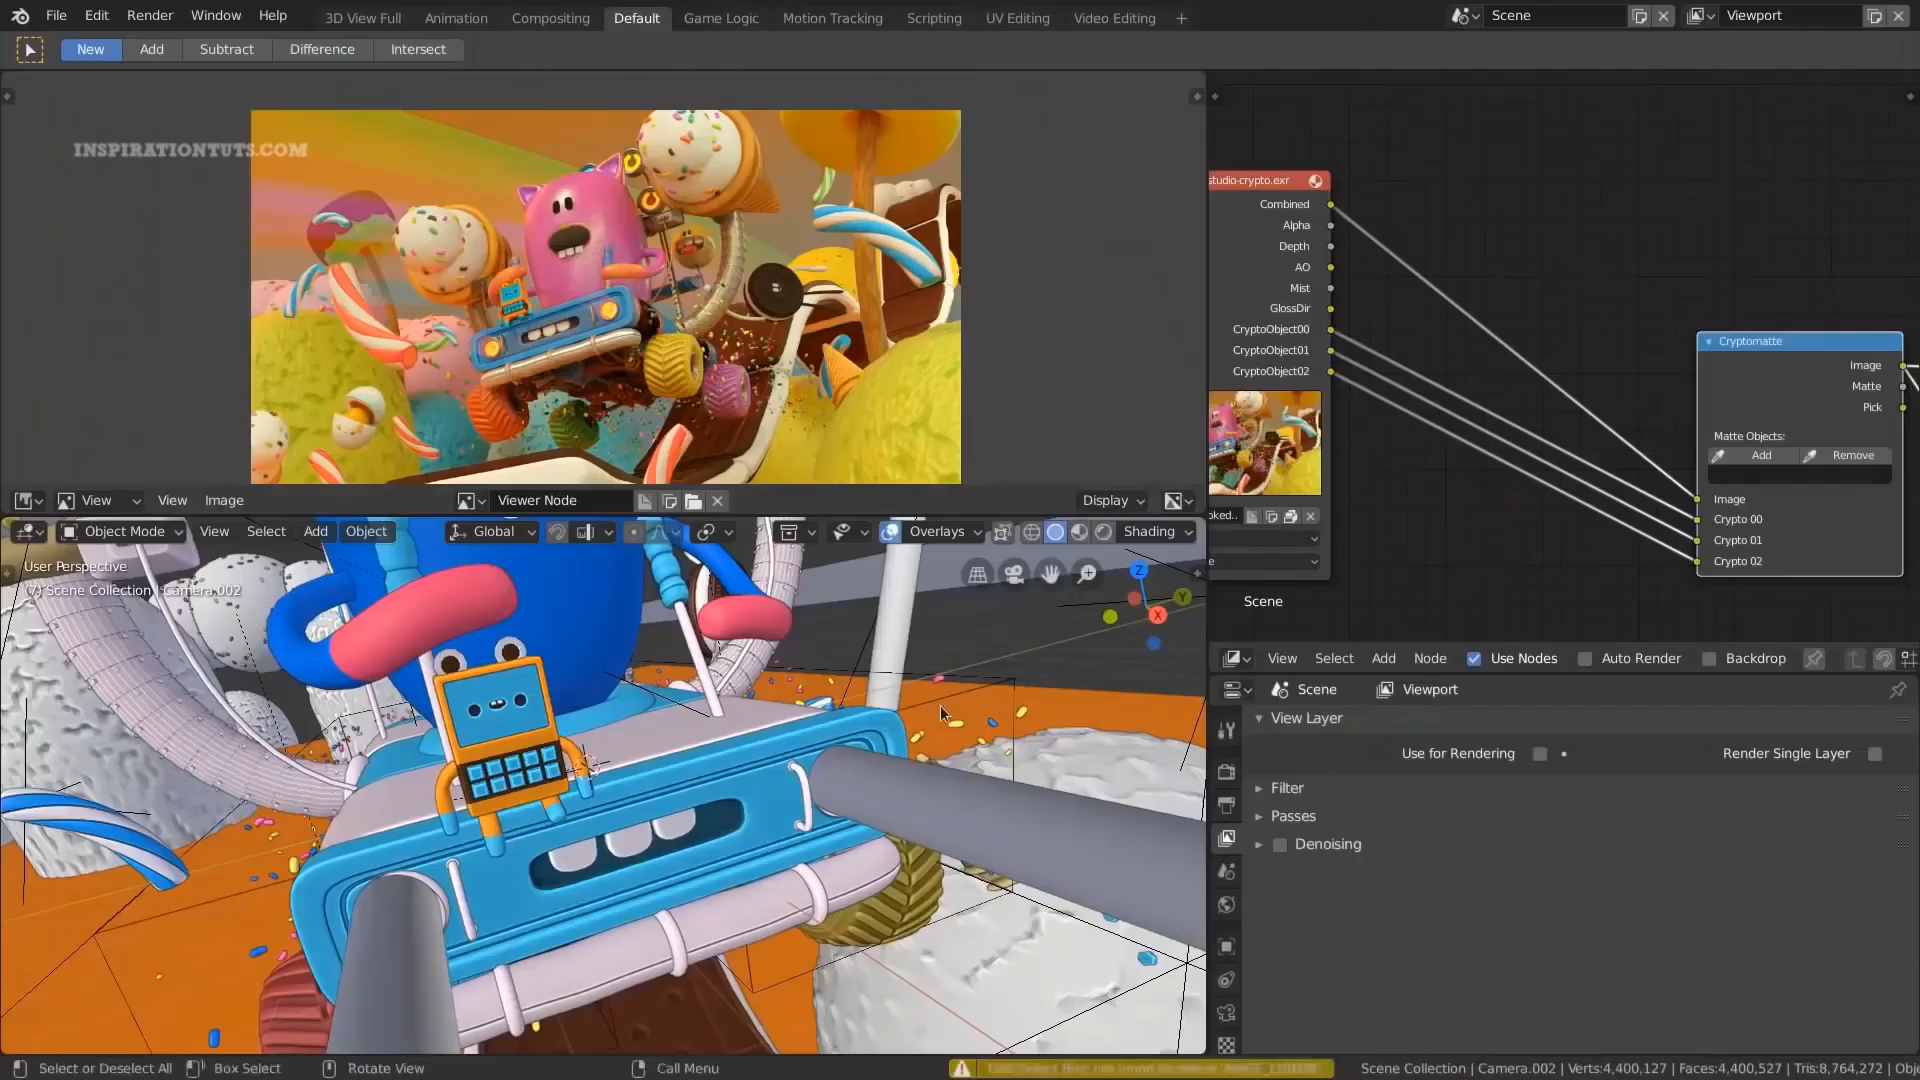 File Edit Render Window Help 3D View Full Animation Compositing Default Game Logic Motion Tracking Scripting UV Editing Video Editing + Scene Viewport
New Add Subtract Difference Intersect
INSPIRATIONTUTS.COM
studio-crypto.exr
Combined
Alpha
Depth
AO
Mist
GlossDir
CryptoObject00
CryptoObject01
CryptoObject02
oked..
e
Scene
Cryptomatte
Image
Matte
Pick
Matte Objects:
Add Remove
Image
Crypto 00
Crypto 01
Crypto 02
View View Image Viewer Node Display
Object Mode View Select Add Object Global Overlays Shading
User Perspective
(7) Scene Collection | Camera.002
Z
Y
X
View Select Add Node Use Nodes Auto Render Backdrop
Scene Viewport
View Layer
Use for Rendering Render Single Layer
Filter
Passes
Denoising
Select or Deselect All Box Select Rotate View Call Menu Scene Collection | Camera.002 | Verts:4,400,127 | Faces:4,400,527 | Tris:8,764,272 | Obje